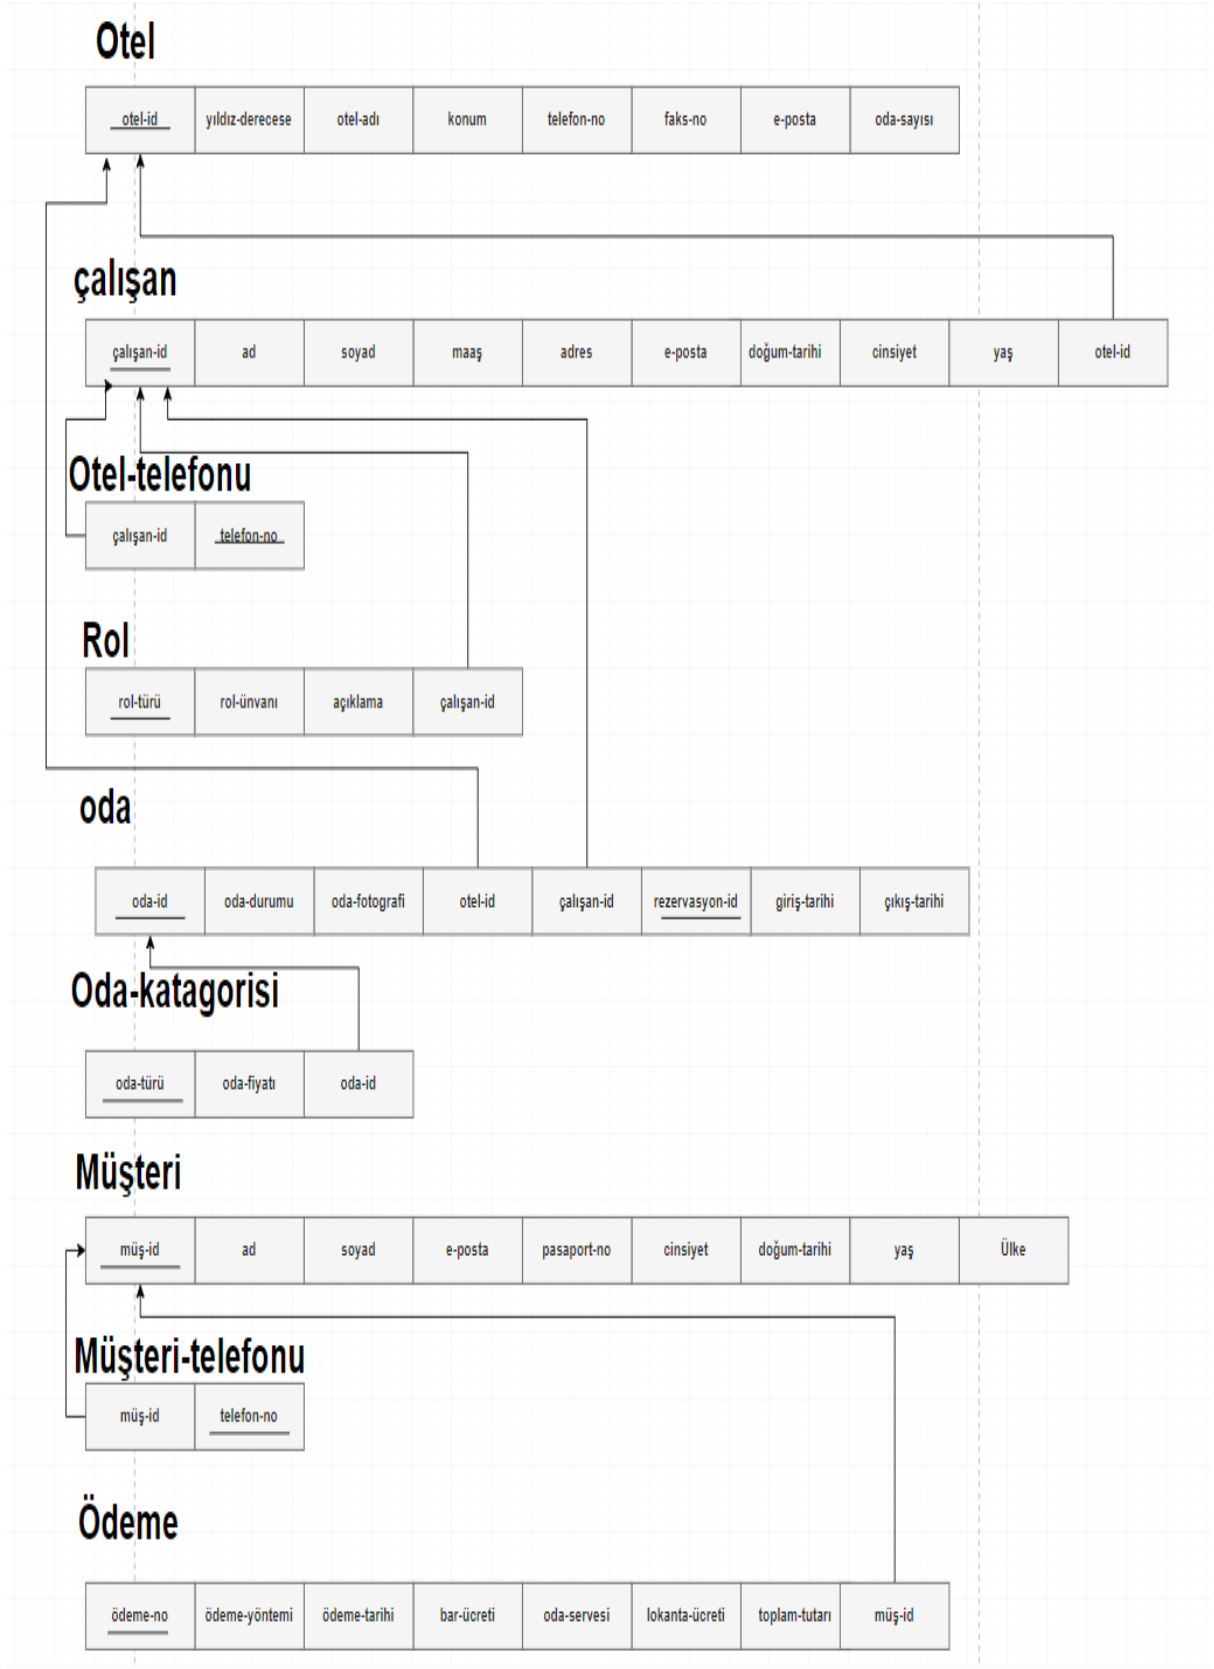 Otel
otel-id yıldız-derecese otel-adı konum telefon-no faks-no e-posta oda-sayısı
çalışan
çalışan-id ad soyad maaş adres e-posta doğum-tarihi cinsiyet yaş otel-id
Otel-telefonu
çalışan-id telefon-no
Rol
rol-türü rol-ünvanı açıklama çalışan-id
oda
oda-id oda-durumu oda-fotografi otel-id çalışan-id rezervasyon-id giriş-tarihi çıkış-tarihi
Oda-katagorisi
oda-türü oda-fiyatı oda-id
Müşteri
müş-id ad soyad e-posta pasaport-no cinsiyet doğum-tarihi yaş Ülke
Müşteri-telefonu
müş-id telefon-no
Ödeme
ödeme-no ödeme-yöntemi ödeme-tarihi bar-ücreti oda-servesi lokanta-ücreti toplam-tutarı müş-id